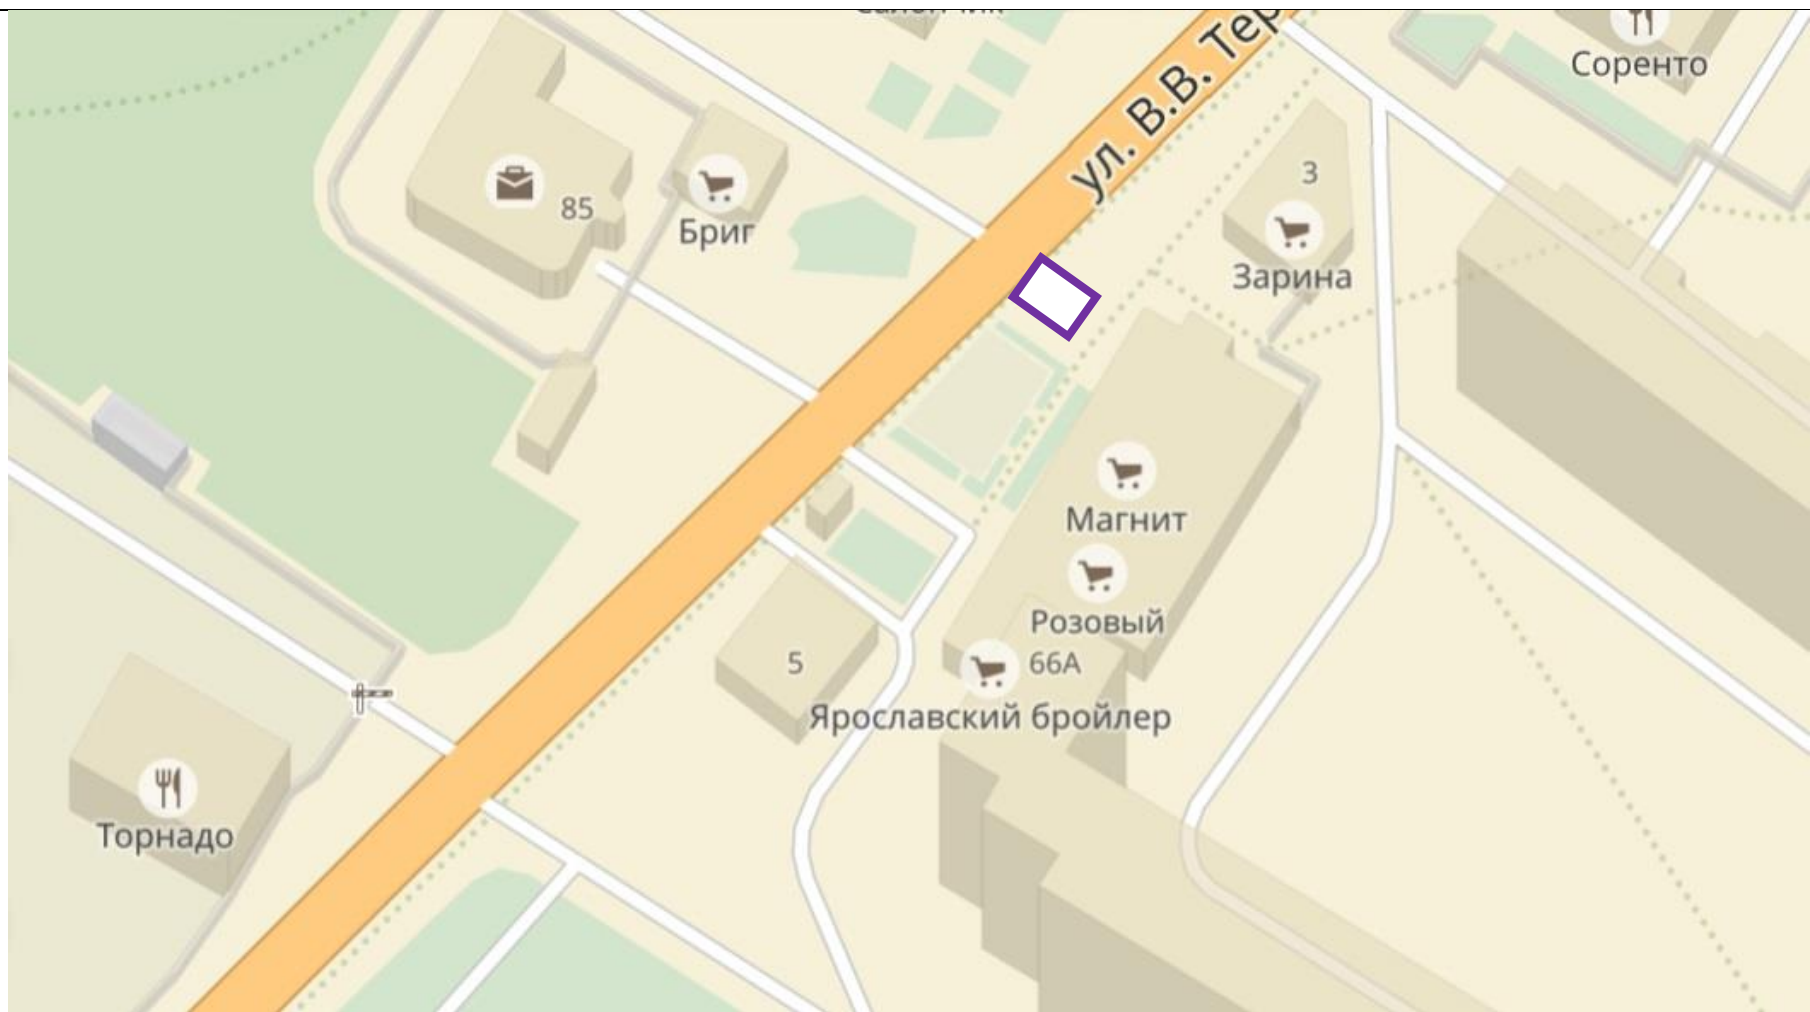 ул. В.В. Тер
Соренто
3
85
Бриг
Зарина
Магнит
Розовый
66А
5
Ярославский бройлер
Торнадо